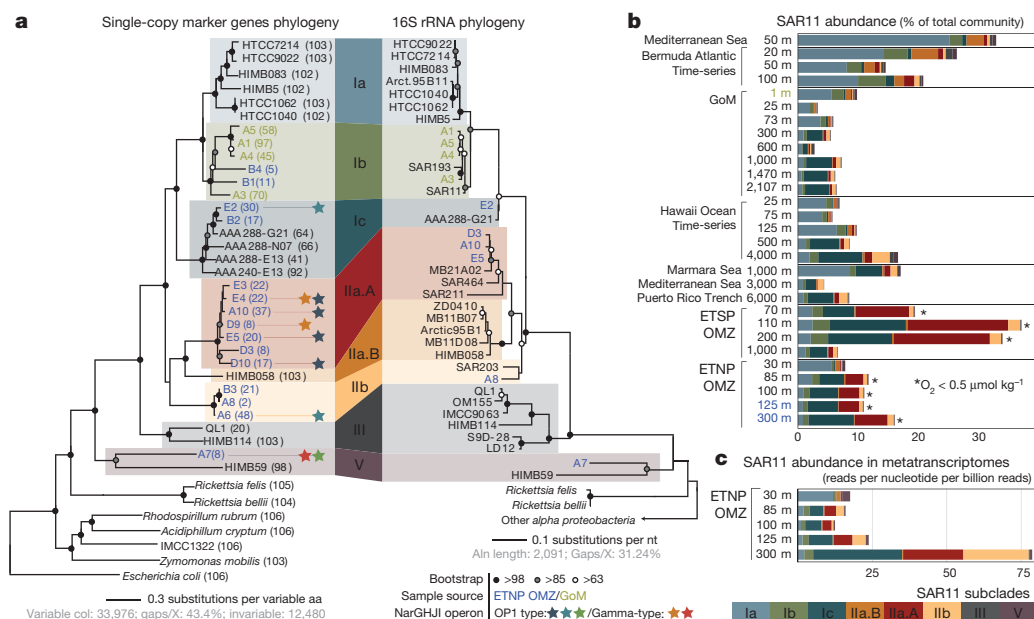 a
Single-copy marker genes phylogeny
16S rRNA phylogeny
HTCC7214 (103)
HTCC9022 (103)
HIMB083 (102)
HIMB5 (102)
HTCC1062 (103)
HTCC1040 (102)
A5 (58)
A1 (97)
A4 (45)
B4 (5)
B1(11)
A3 (70)
E2 (30)
B2 (17)
AAA288-G21 (64)
AAA288-N07 (66)
AAA288-E13 (41)
AAA240-E13 (92)
E3 (22)
E4 (22)
A10 (37)
D9 (8)
E5 (20)
D3 (8)
D10 (17)
HIMB058 (103)
B3 (21)
A8 (2)
A6 (48)
QL1 (20)
HIMB114 (103)
A7(8)
HIMB59 (98)
Rickettsia felis (105)
Rickettsia bellii (104)
Rhodospirillum rubrum (106)
Acidiphillum cryptum (106)
IMCC1322 (106)
Zymomonas mobilis (103)
Escherichia coli (106)
0.3 substitutions per variable aa
Variable col: 33,976; gaps/X: 43.4%; invariable: 12,480
Ia
Ib
Ic
IIa.A
IIa.B
IIb
III
V
HTCC9022
HTCC7214
HIMB083
Arct.95B11
HTCC1040
HTCC1062
HIMB5
A1
A5
A4
SAR193
A3
SAR11
E2
AAA288-G21
D3
A10
E5
MB21A02
SAR464
SAR211
ZD0410
MB11B07
Arctic95B1
MB11D08
HIMB058
SAR203
A8
QL1
OM155
IMCC9063
HIMB114
S9D-28
LD12
A7
HIMB59
Rickettsia felis
Rickettsia bellii
Other alpha proteobacteria
0.1 substitutions per nt
Aln length: 2,091; Gaps/X: 31.24%
Bootstrap >98 >85 >63
Sample source ETNP OMZ/GoM
NarGHJI operon OP1 type: /Gamma-type:
b
SAR11 abundance (% of total community)
Mediterranean Sea 50 m
Bermuda Atlantic Time-series
20 m
50 m
100 m
GoM
1 m
25 m
73 m
300 m
600 m
1,000 m
1,470 m
2,107 m
Hawaii Ocean Time-series
25 m
75 m
125 m
500 m
4,000 m
Marmara Sea 1,000 m
Mediterranean Sea 3,000 m
Puerto Rico Trench 6,000 m
ETSP OMZ
70 m *
110 m *
200 m *
1,000 m
ETNP OMZ
30 m
85 m *
100 m *
125 m *
300 m *
*O2 < 0.5 μmol kg−1
0 10 20 30
c
SAR11 abundance in metatranscriptomes
(reads per nucleotide per billion reads)
ETNP OMZ
30 m
85 m
100 m
125 m
300 m
25 50 75
SAR11 subclades
Ia Ib Ic IIa.B IIa.A IIb III V